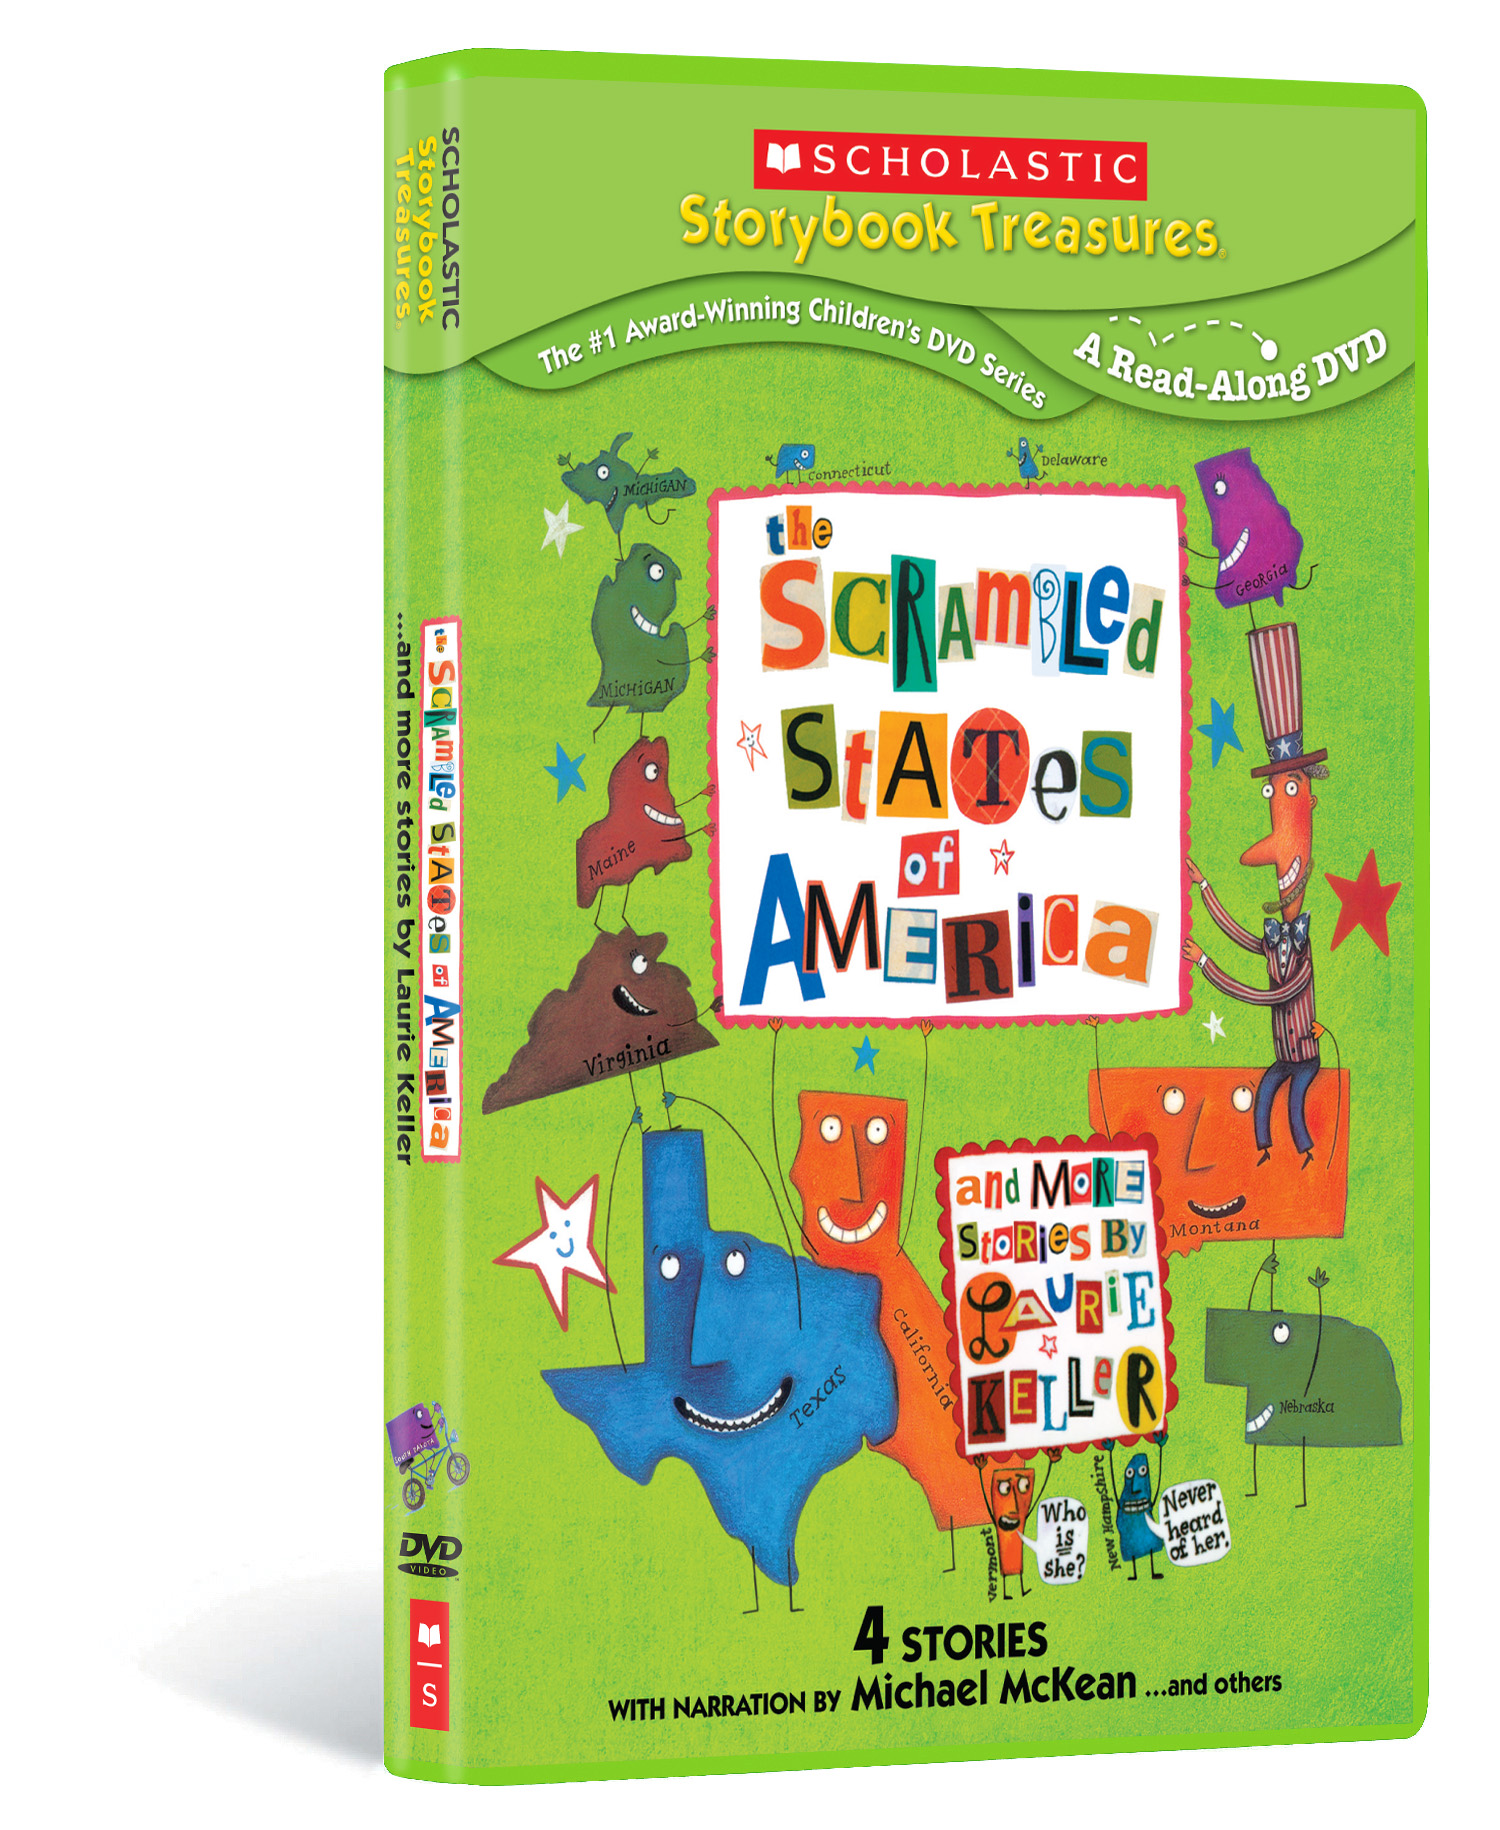 SCHOLASTIC
Storybook Treasures®
The #1 Award-Winning Children's DVD Series
A Read-Along DVD
MICHIGAN
Connecticut
Delaware
the
SCRAMBLed
StATeS
of
AMERiCa
GeORGia
MiCHiGAN
Maine
Virginia
and MORE
StoRieS By
LAURiE
KELLeR
Montana
California
Texas
Nebraska
Vermont
Who
is
she?
New Hampshire
Never
heard
of her.
4 STORIES
WITH NARRATION BY Michael McKean ...and others
SCHOLASTIC
Storybook
Treasures®
the SCRAMBLed StATeS of AMERiCa
...and more stories by Laurie Keller
SOUTH DAKOTA
DVD
VIDEO
S